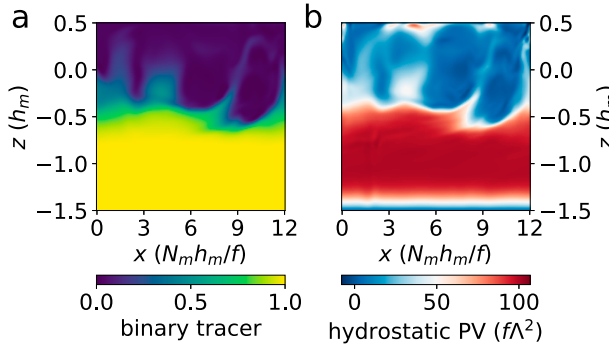 a
b
0.5
0.0
−0.5
−1.0
−1.5
z (hm)
0 3 6 9 12
x (Nmhm/f)
0.0 0.5 1.0
binary tracer
0.5
0.0
−0.5
−1.0
−1.5
z (hm)
0 3 6 9 12
x (Nmhm/f)
0 50 100
hydrostatic PV (fΛ²)